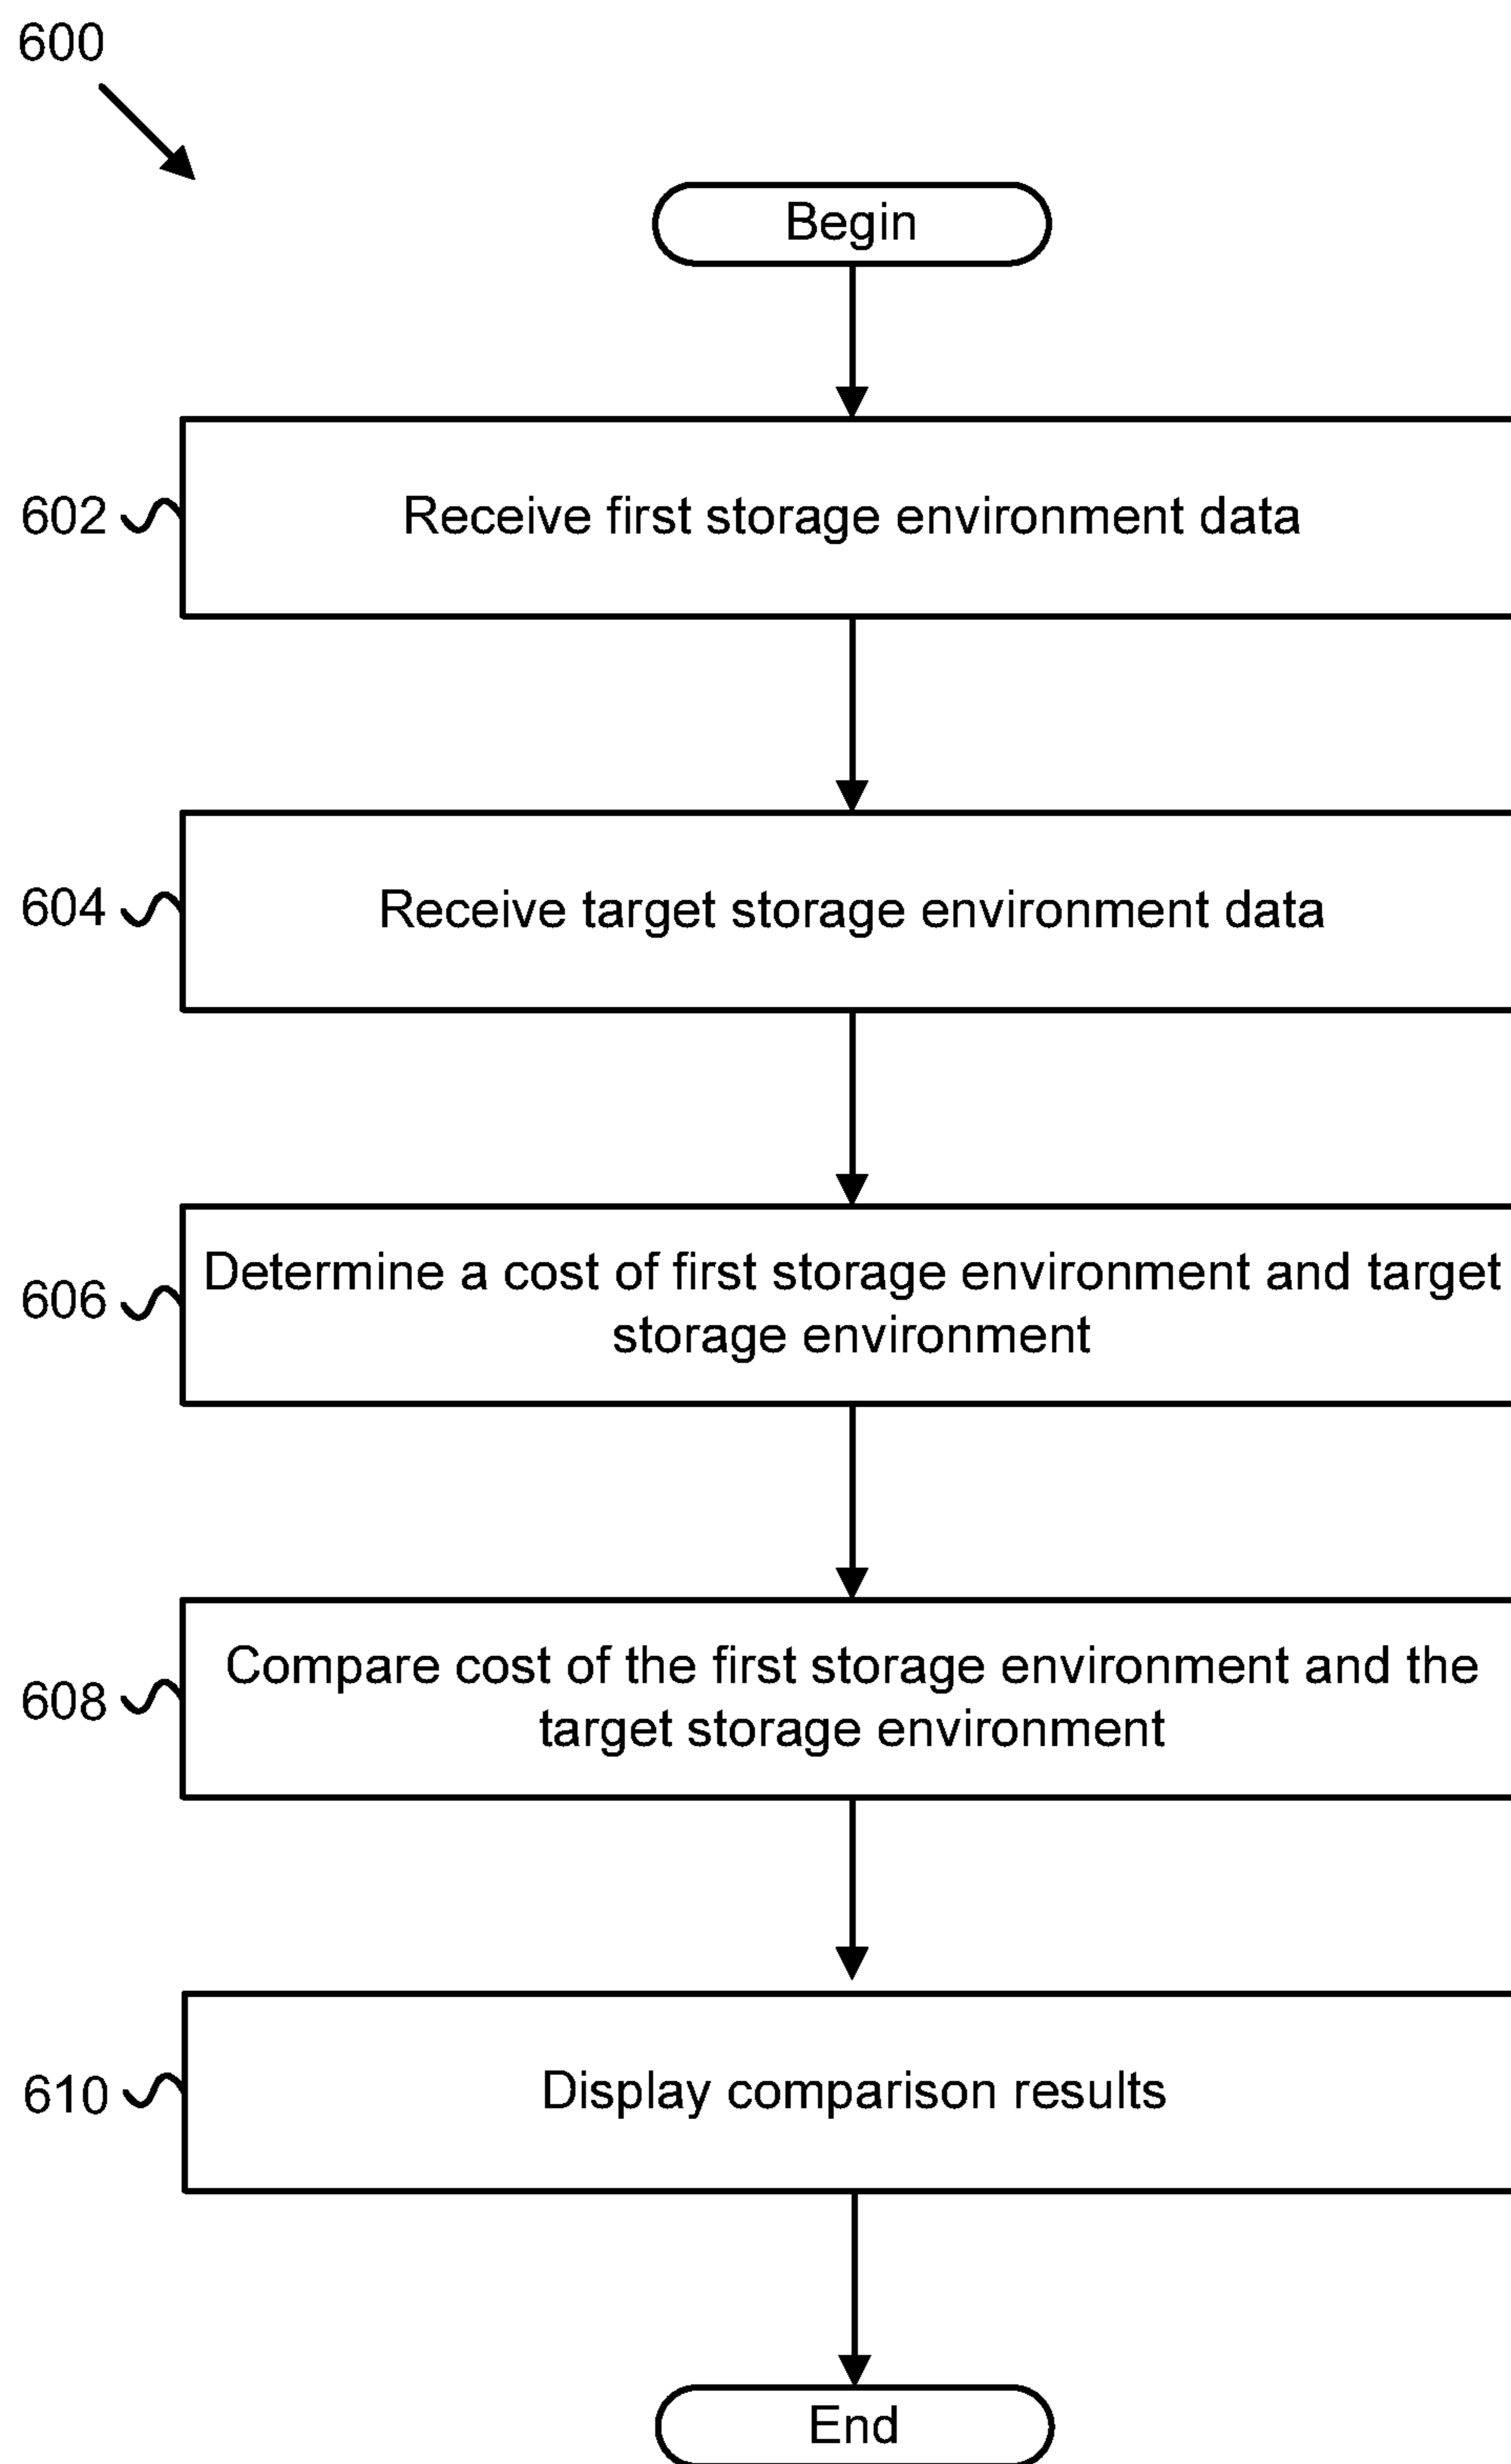 600
Begin
602
Receive first storage environment data
604
Receive target storage environment data
606
Determine a cost of first storage environment and target
storage environment
608
Compare cost of the first storage environment and the
target storage environment
610
Display comparison results
End